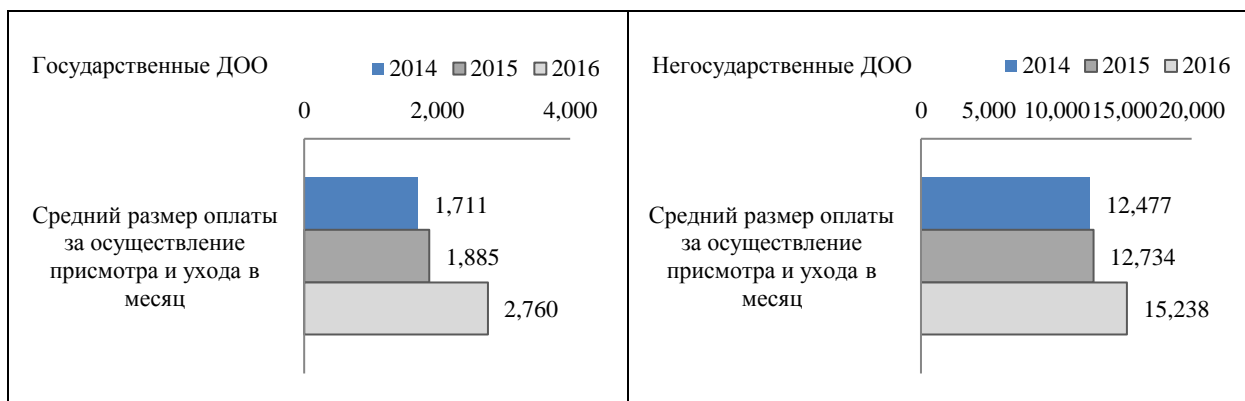 Государственные ДОО
2014 2015 2016
0 2,000 4,000
Средний размер оплаты
за осуществление
присмотра и ухода в
месяц
1,711
1,885
2,760
Негосударственные ДОО
2014 2015 2016
0 5,000 10,000 15,000 20,000
Средний размер оплаты
за осуществление
присмотра и ухода в
месяц
12,477
12,734
15,238